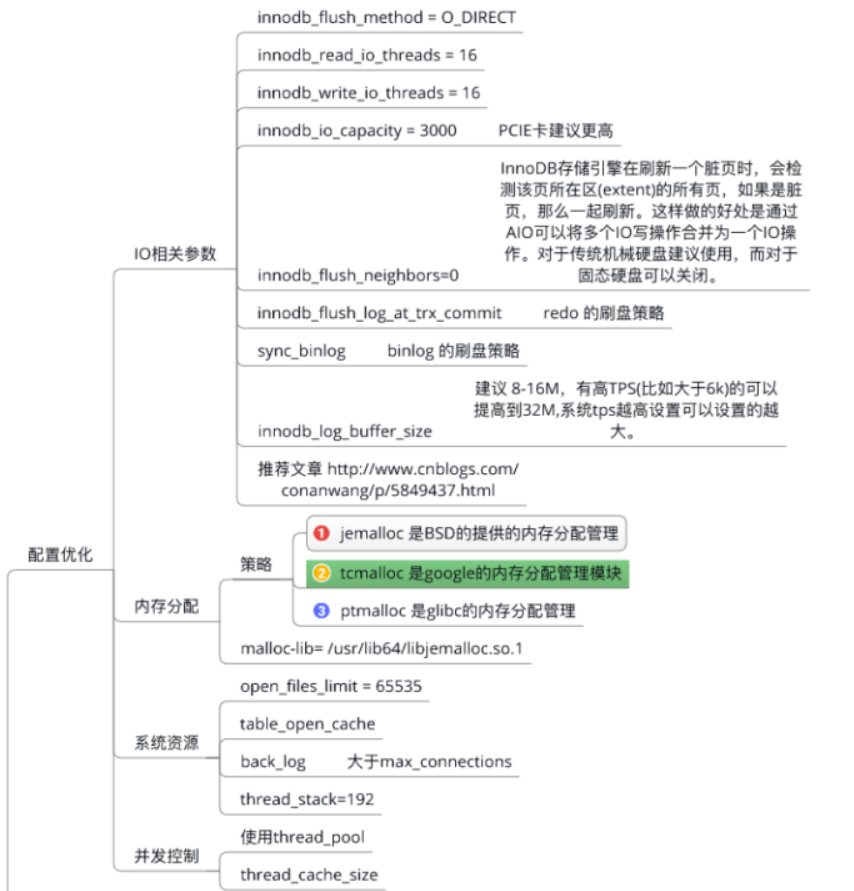 innodb_flush_method = O_DIRECT
innodb_read_io_threads = 16
innodb_write_io_threads = 16
innodb_io_capacity = 3000 PCIE卡建议更高
InnoDB存储引擎在刷新一个脏页时，会检
测该页所在区(extent)的所有页，如果是脏
页，那么一起刷新。这样做的好处是通过
AIO可以将多个IO写操作合并为一个IO操
作。对于传统机械硬盘建议使用，而对于
固态硬盘可以关闭。
IO相关参数
innodb_flush_neighbors=0
innodb_flush_log_at_trx_commit redo 的刷盘策略
sync_binlog binlog 的刷盘策略
建议 8-16M，有高TPS(比如大于6k)的可以
提高到32M,系统tps越高设置可以设置的越
大。
innodb_log_buffer_size
推荐文章 http://www.cnblogs.com/
conanwang/p/5849437.html
配置优化
内存分配
策略
1 jemalloc 是BSD的提供的内存分配管理
2 tcmalloc 是google的内存分配管理模块
3 ptmalloc 是glibc的内存分配管理
malloc-lib= /usr/lib64/libjemalloc.so.1
系统资源
open_files_limit = 65535
table_open_cache
back_log 大于max_connections
thread_stack=192
并发控制
使用thread_pool
thread_cache_size